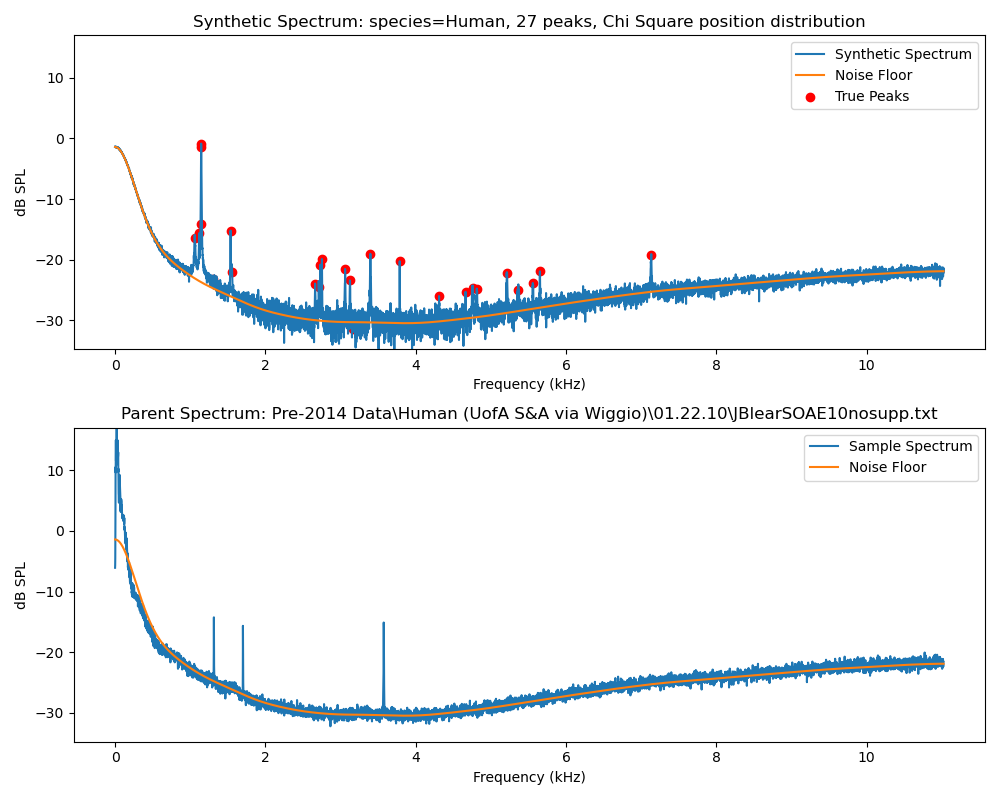 Synthetic Spectrum: species=Human, 27 peaks, Chi Square position distribution
10
0
−10
−20
−30
dB SPL
Synthetic Spectrum
Noise Floor
True Peaks
0 2 4 6 8 10
Frequency (kHz)
Parent Spectrum: Pre-2014 Data\Human (UofA S&A via Wiggio)\01.22.10\JBlearSOAE10nosupp.txt
10
0
−10
−20
−30
dB SPL
Sample Spectrum
Noise Floor
0 2 4 6 8 10
Frequency (kHz)